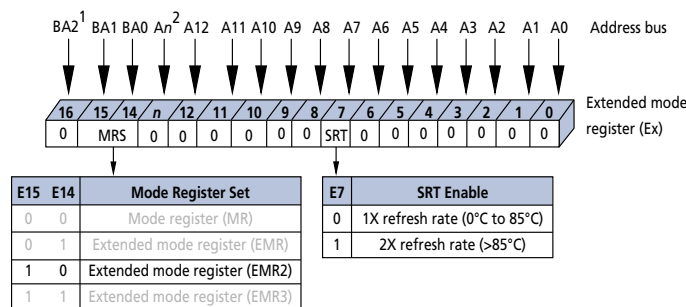 BA2¹ BA1 BA0 An² A12 A11 A10 A9 A8 A7 A6 A5 A4 A3 A2 A1 A0 Address bus
16 15 14 n 12 11 10 9 8 7 6 5 4 3 2 1 0 Extended mode
0 MRS 0 0 0 0 0 0 SRT 0 0 0 0 0 0 0 register (Ex)
E15 E14 Mode Register Set
0 0 Mode register (MR)
0 1 Extended mode register (EMR)
1 0 Extended mode register (EMR2)
1 1 Extended mode register (EMR3)
E7 SRT Enable
0 1X refresh rate (0°C to 85°C)
1 2X refresh rate (>85°C)